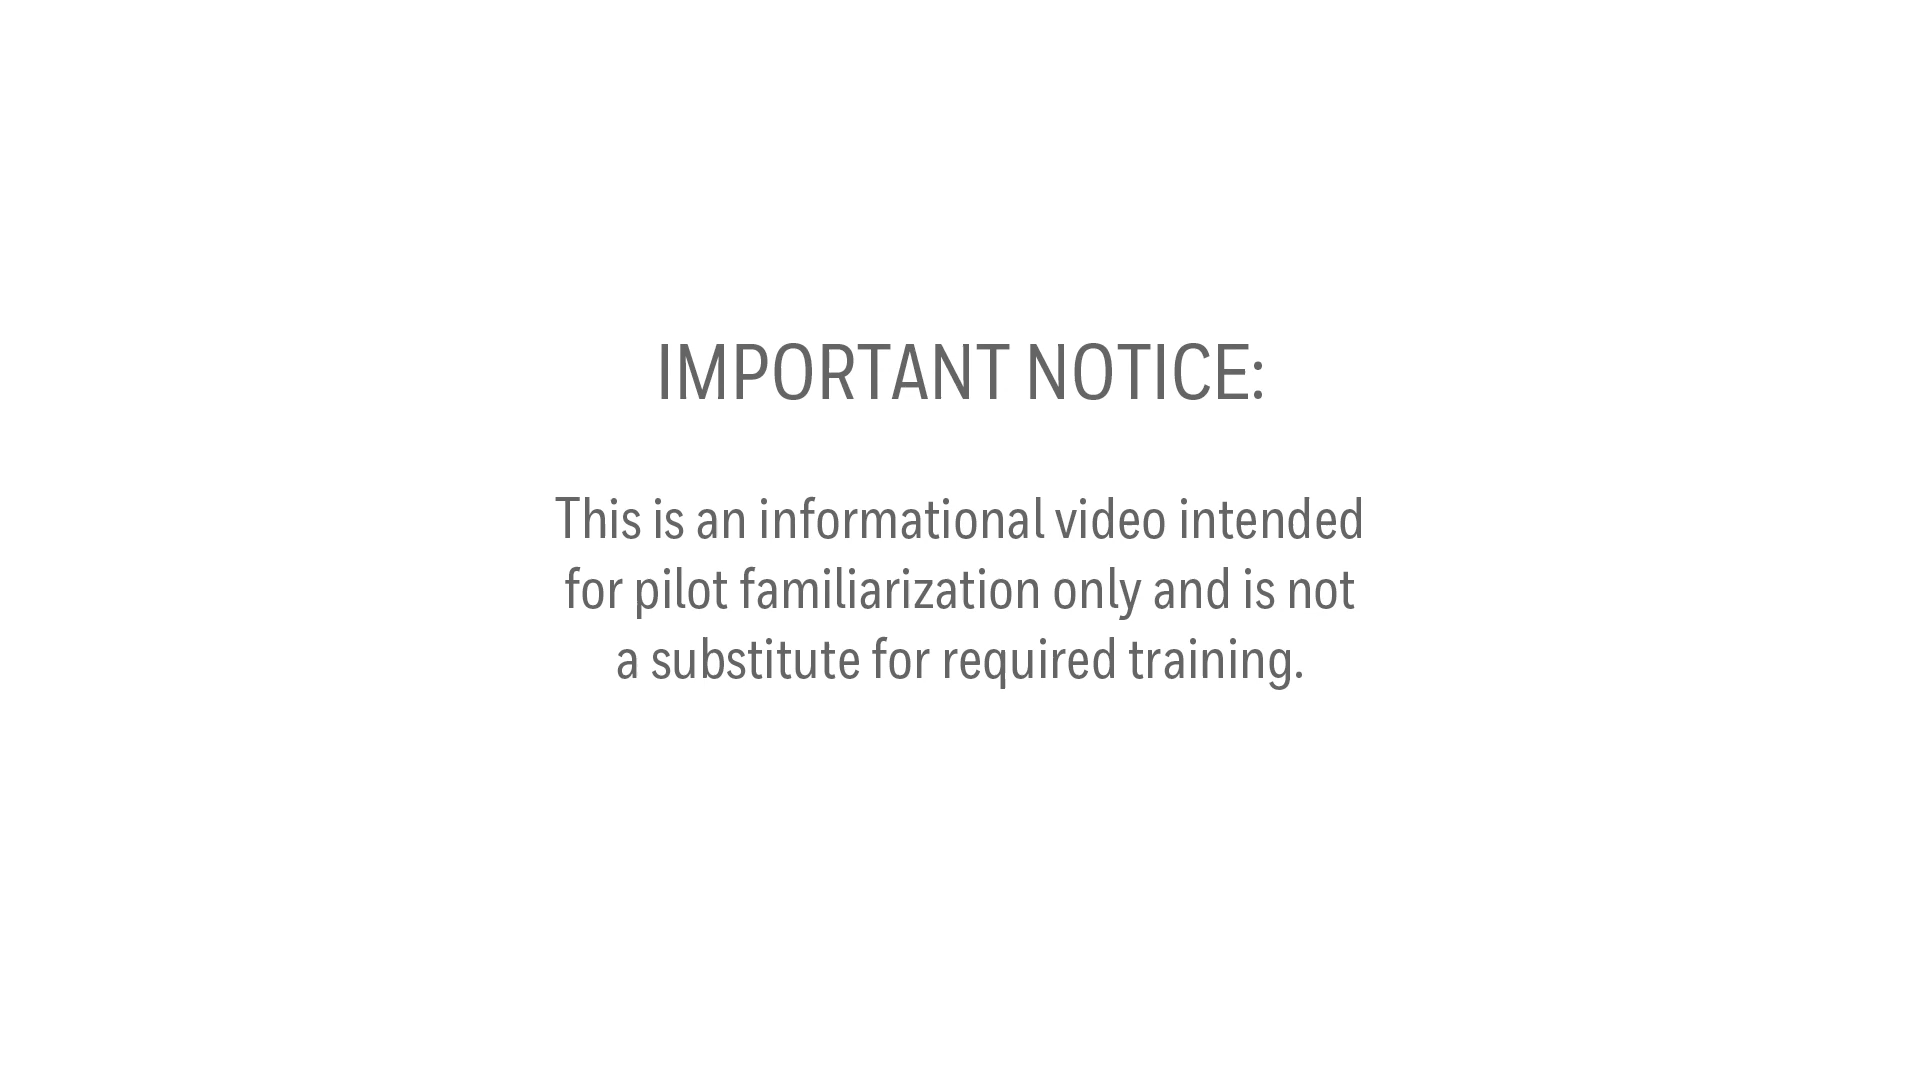 IMPORTANT NOTICE:
This is an informational video intended
for pilot familiarization only and is not
a substitute for required training.